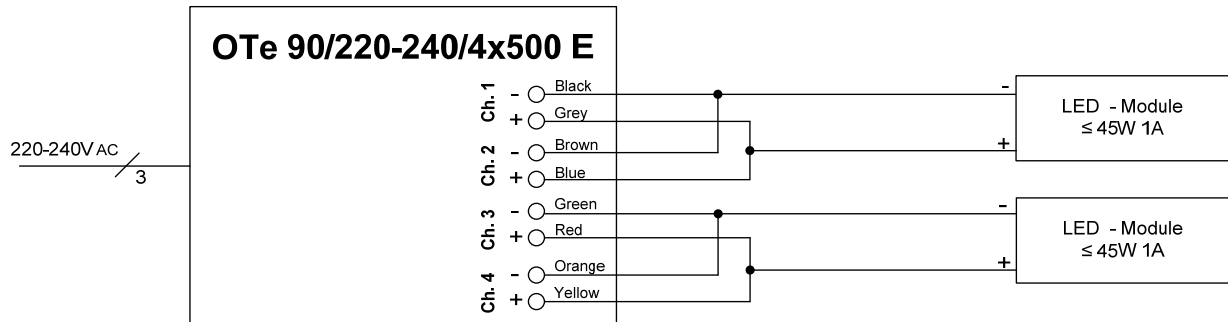 OTe 90/220-240/4x500 E
220-240V AC
3
Ch. 1
- Black
+ Grey
Ch. 2
- Brown
+ Blue
Ch. 3
- Green
+ Red
Ch. 4
- Orange
+ Yellow
-
+
LED - Module
≤ 45W 1A
-
+
LED - Module
≤ 45W 1A